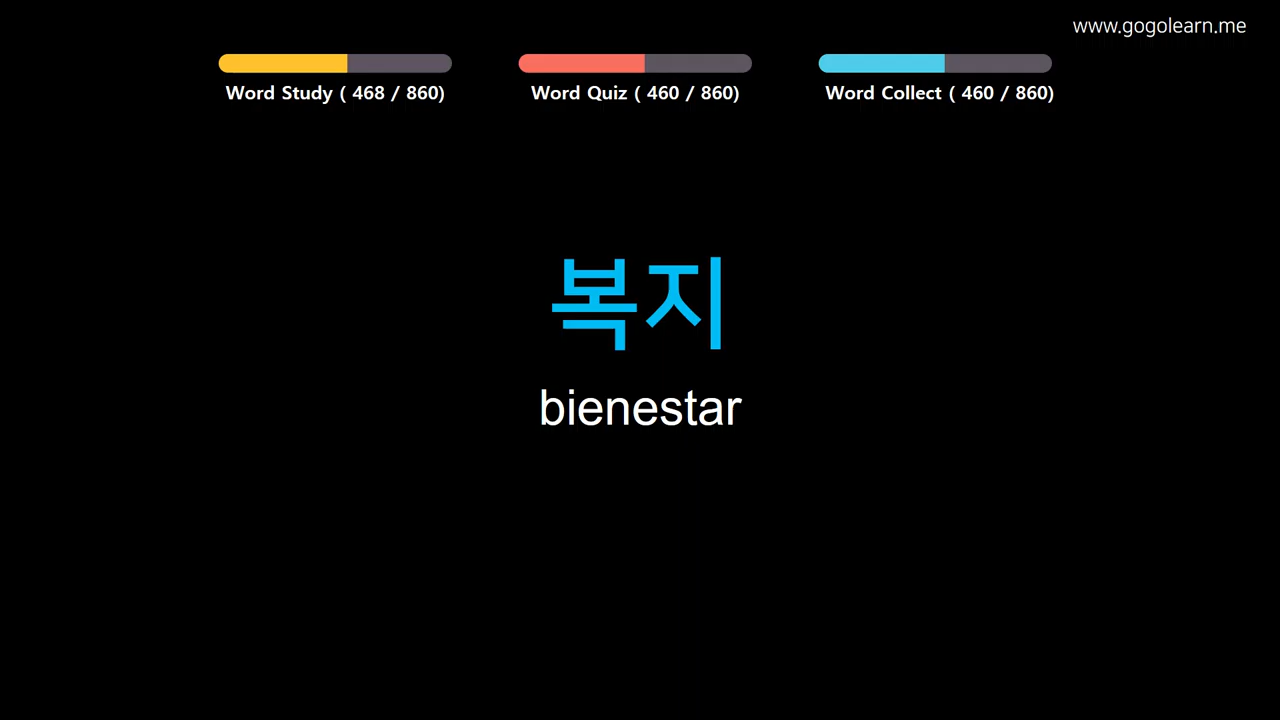 www.gogolearn.me
Word Study ( 468 / 860)
Word Quiz ( 460 / 860)
Word Collect ( 460 / 860)
복지
bienestar